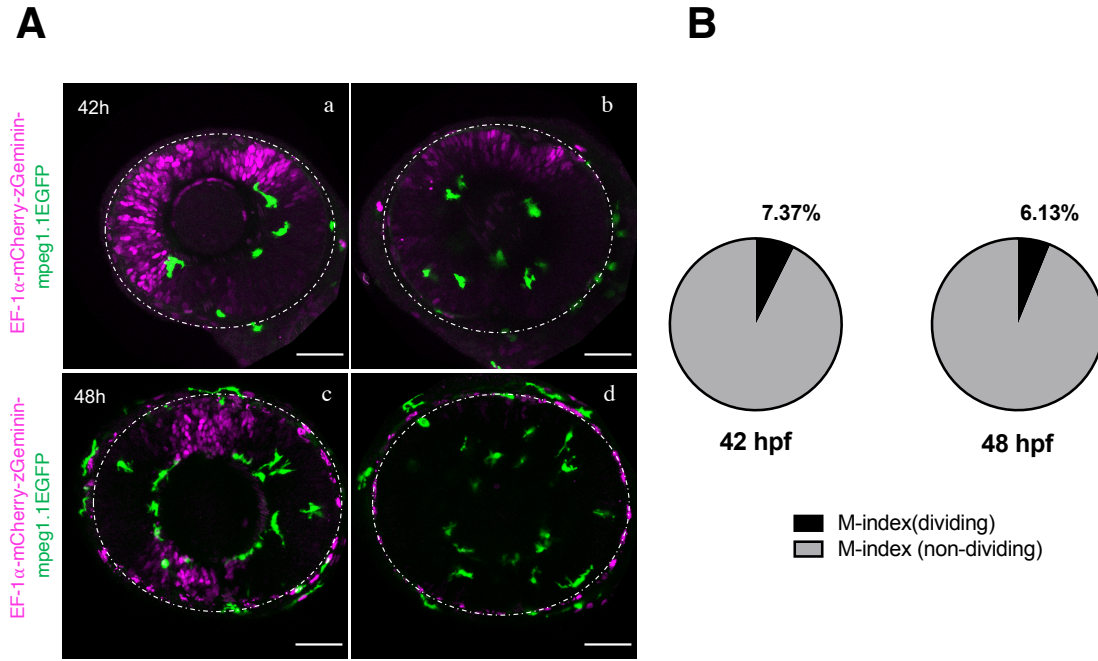 A
B
EF-1α-mCherry-zGeminin-
mpeg1.1EGFP
42h
a
b
EF-1α-mCherry-zGeminin-
mpeg1.1EGFP
48h
c
d
7.37%
6.13%
42 hpf
48 hpf
M-index(dividing)
M-index (non-dividing)